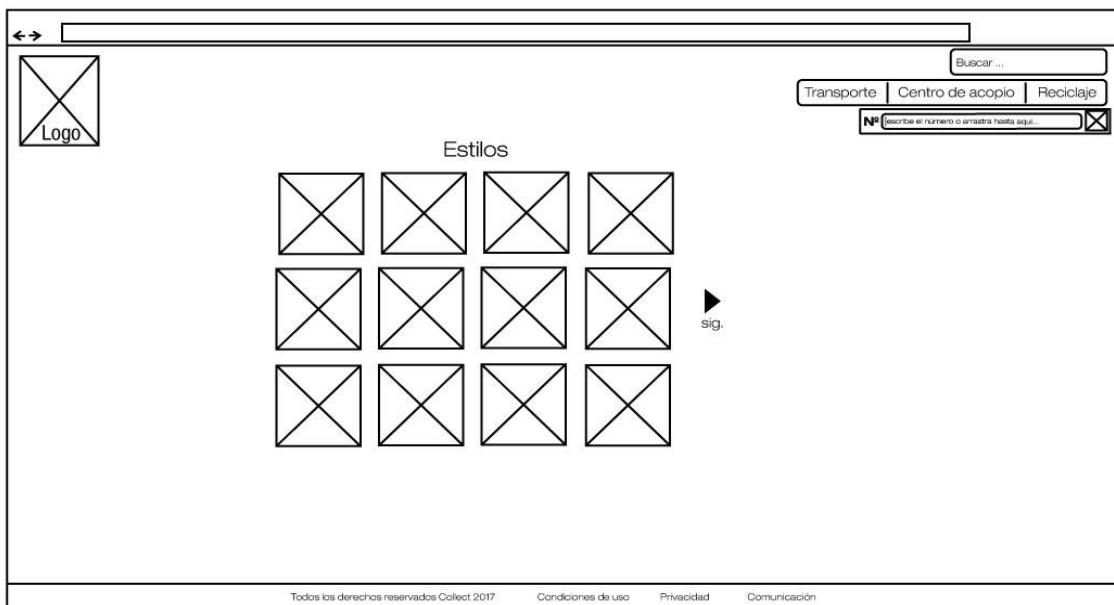 Buscar ...
Transporte | Centro de acopio | Reciclaje
Nº escribe el número o arrastra hasta aqui...
Logo
Estilos
sig.
Todos los derechos reservados Collect 2017 Condiciones de uso Privacidad Comunicación